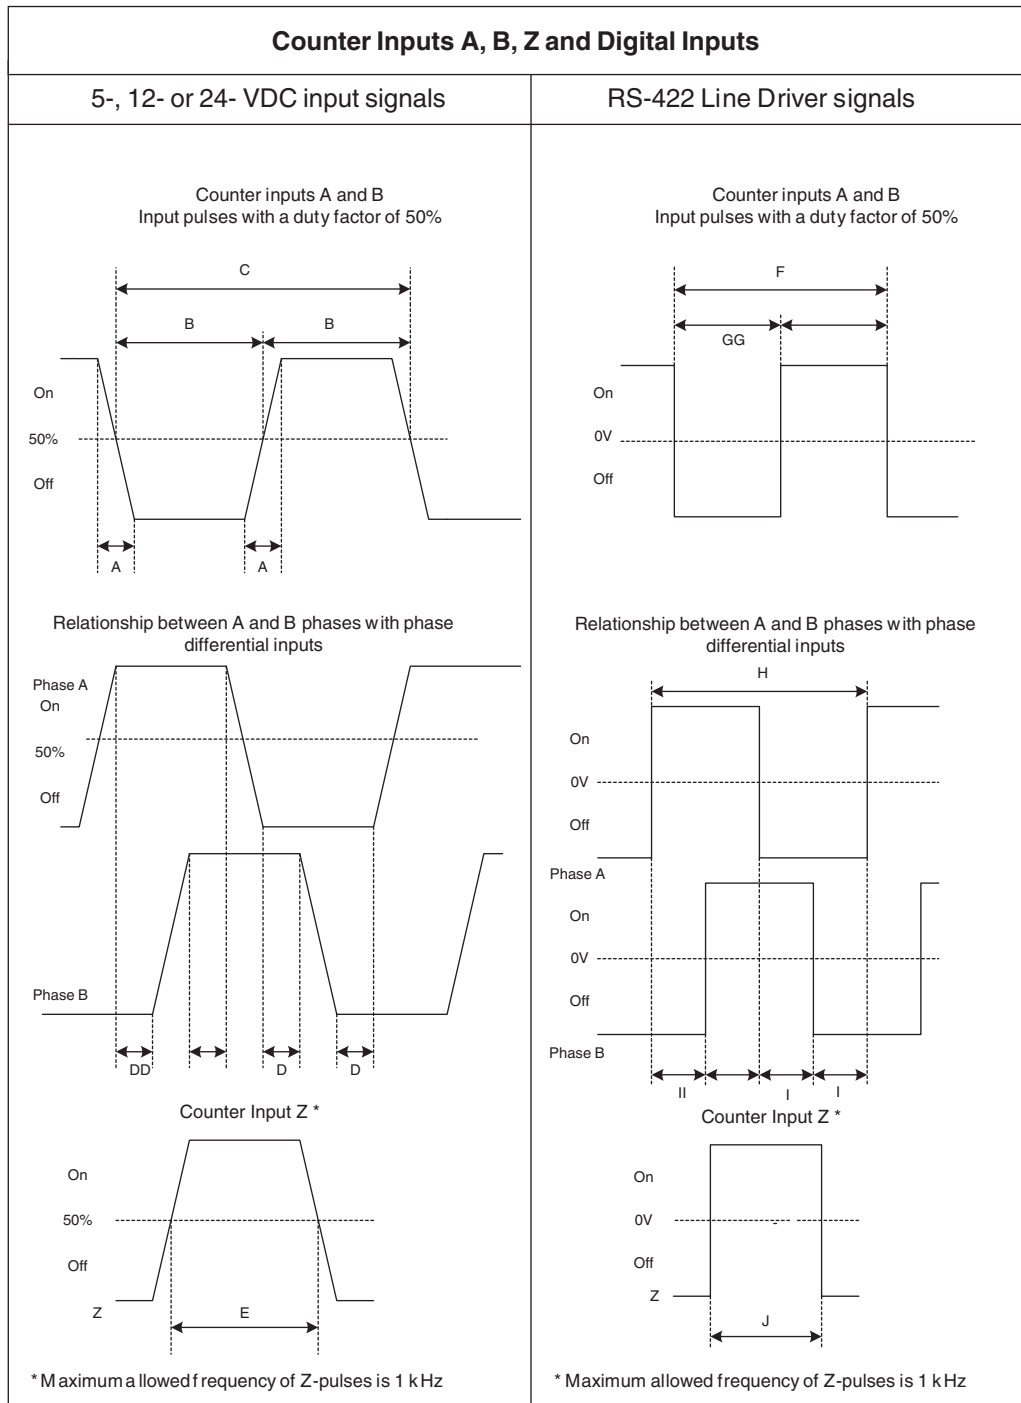 Counter Inputs A, B, Z and Digital Inputs
5-, 12- or 24- VDC input signals
Counter inputs A and B
Input pulses with a duty factor of 50%
C
B B
On
50%
Off
A A
Relationship between A and B phases with phase
differential inputs
Phase A
On
50%
Off
Phase B
DD D D
Counter Input Z *
On
50%
Off
Z
E
* Maximum allowed frequency of Z-pulses is 1 kHz
RS-422 Line Driver signals
Counter inputs A and B
Input pulses with a duty factor of 50%
F
GG
On
0V
Off
Relationship between A and B phases with phase
differential inputs
H
On
0V
Off
Phase A
On
0V
Off
Phase B
II I I
Counter Input Z *
On
0V
Off
Z
J
* Maximum allowed frequency of Z-pulses is 1 kHz